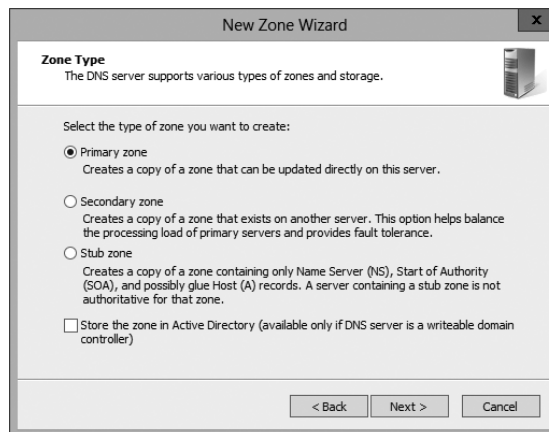 New Zone Wizard
x
Zone Type
The DNS server supports various types of zones and storage.
Select the type of zone you want to create:
Primary zone
Creates a copy of a zone that can be updated directly on this server.
Secondary zone
Creates a copy of a zone that exists on another server. This option helps balance
the processing load of primary servers and provides fault tolerance.
Stub zone
Creates a copy of a zone containing only Name Server (NS), Start of Authority
(SOA), and possibly glue Host (A) records. A server containing a stub zone is not
authoritative for that zone.
Store the zone in Active Directory (available only if DNS server is a writeable domain
controller)
< Back Next > Cancel